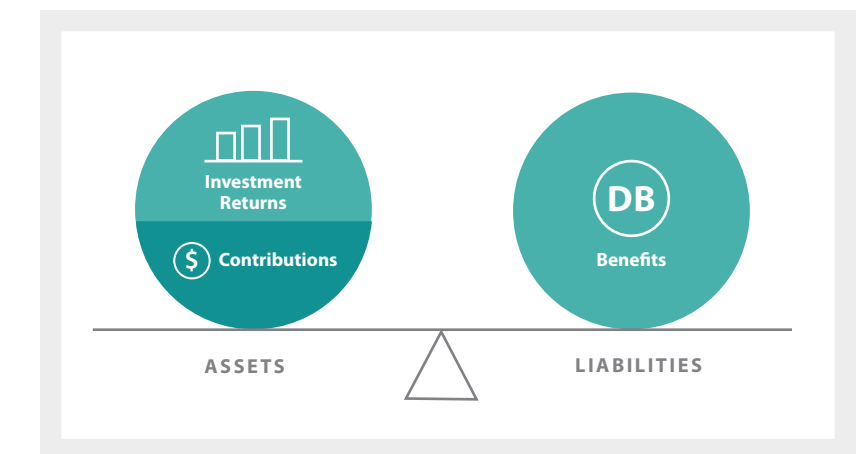 Investment
Returns
$ Contributions
DB
Benefits
ASSETS
LIABILITIES